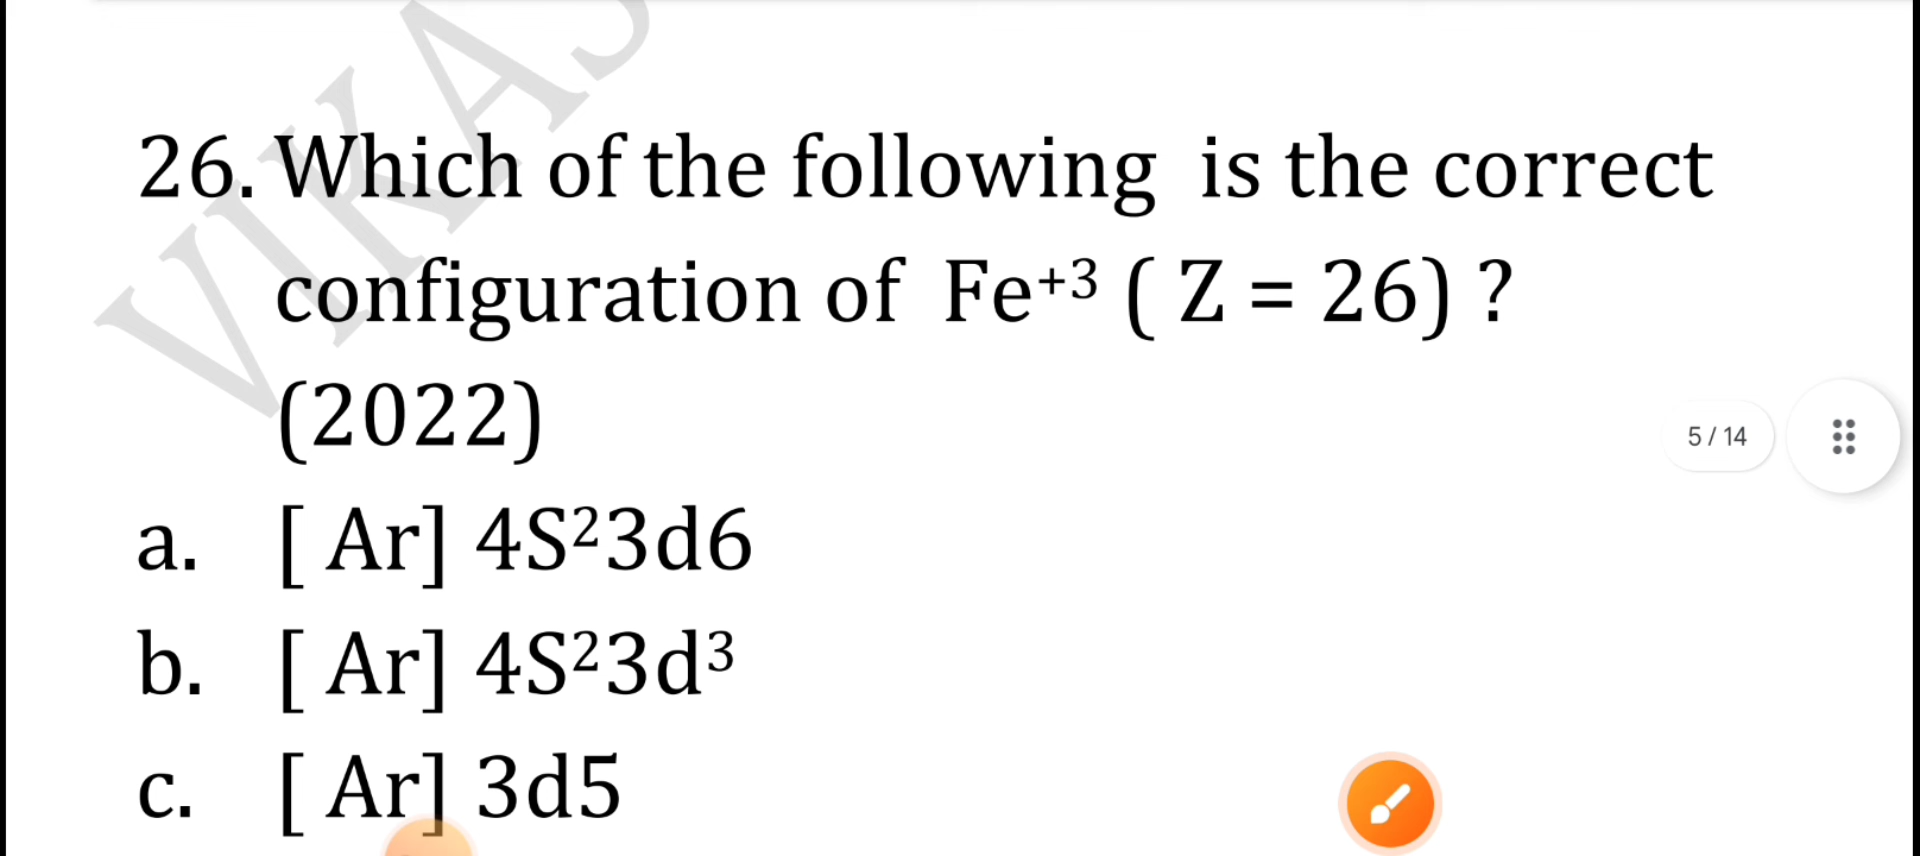 VIKAS
26. Which of the following is the correct
configuration of Fe⁺³ ( Z = 26) ?
(2022)
5 / 14
a. [ Ar] 4S²3d6
b. [ Ar] 4S²3d³
c. [ Ar] 3d5